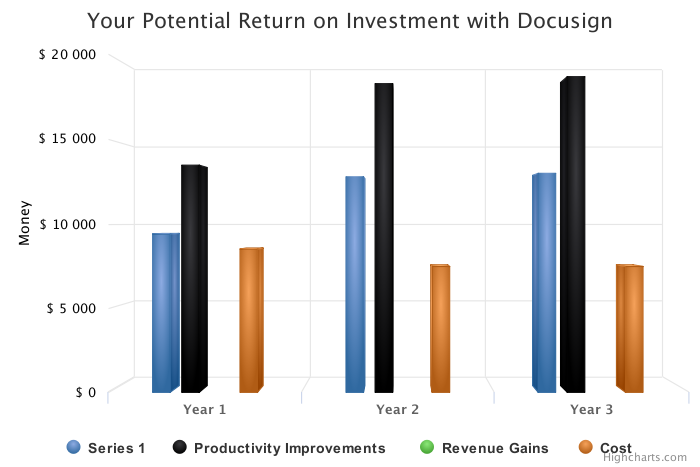 Your Potential Return on Investment with Docusign
$ 20 000
$ 15 000
$ 10 000
$ 5 000
$ 0
Money
Year 1
Year 2
Year 3
Series 1
Productivity Improvements
Revenue Gains
Cost
Highcharts.com